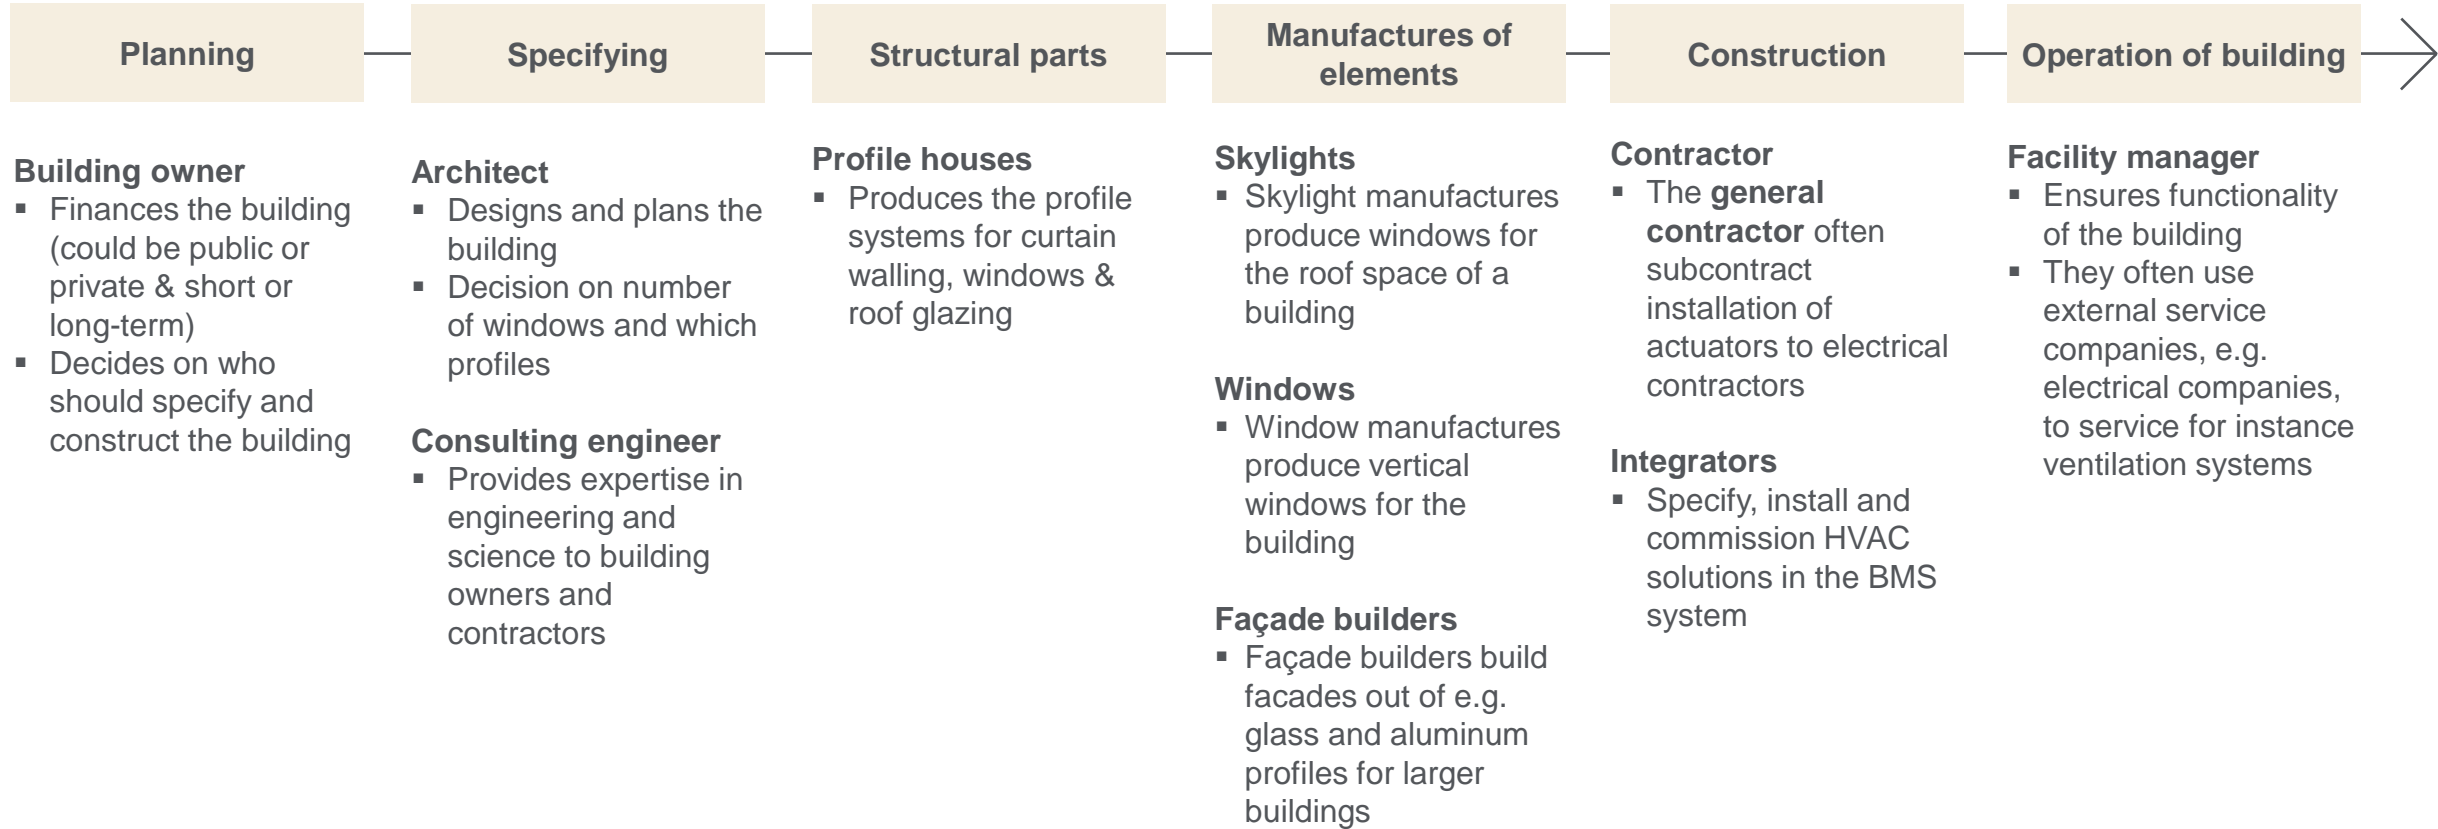 Planning
Specifying
Structural parts
Manufactures of
elements
Construction
Operation of building
Building owner
▪ Finances the building
(could be public or
private & short or
long-term)
▪ Decides on who
should specify and
construct the building
Architect
▪ Designs and plans the
building
▪ Decision on number
of windows and which
profiles
Consulting engineer
▪ Provides expertise in
engineering and
science to building
owners and
contractors
Profile houses
▪ Produces the profile
systems for curtain
walling, windows &
roof glazing
Skylights
▪ Skylight manufactures
produce windows for
the roof space of a
building
Windows
▪ Window manufactures
produce vertical
windows for the
building
Façade builders
▪ Façade builders build
facades out of e.g.
glass and aluminum
profiles for larger
buildings
Contractor
▪ The general
contractor often
subcontract
installation of
actuators to electrical
contractors
Integrators
▪ Specify, install and
commission HVAC
solutions in the BMS
system
Facility manager
▪ Ensures functionality
of the building
▪ They often use
external service
companies, e.g.
electrical companies,
to service for instance
ventilation systems